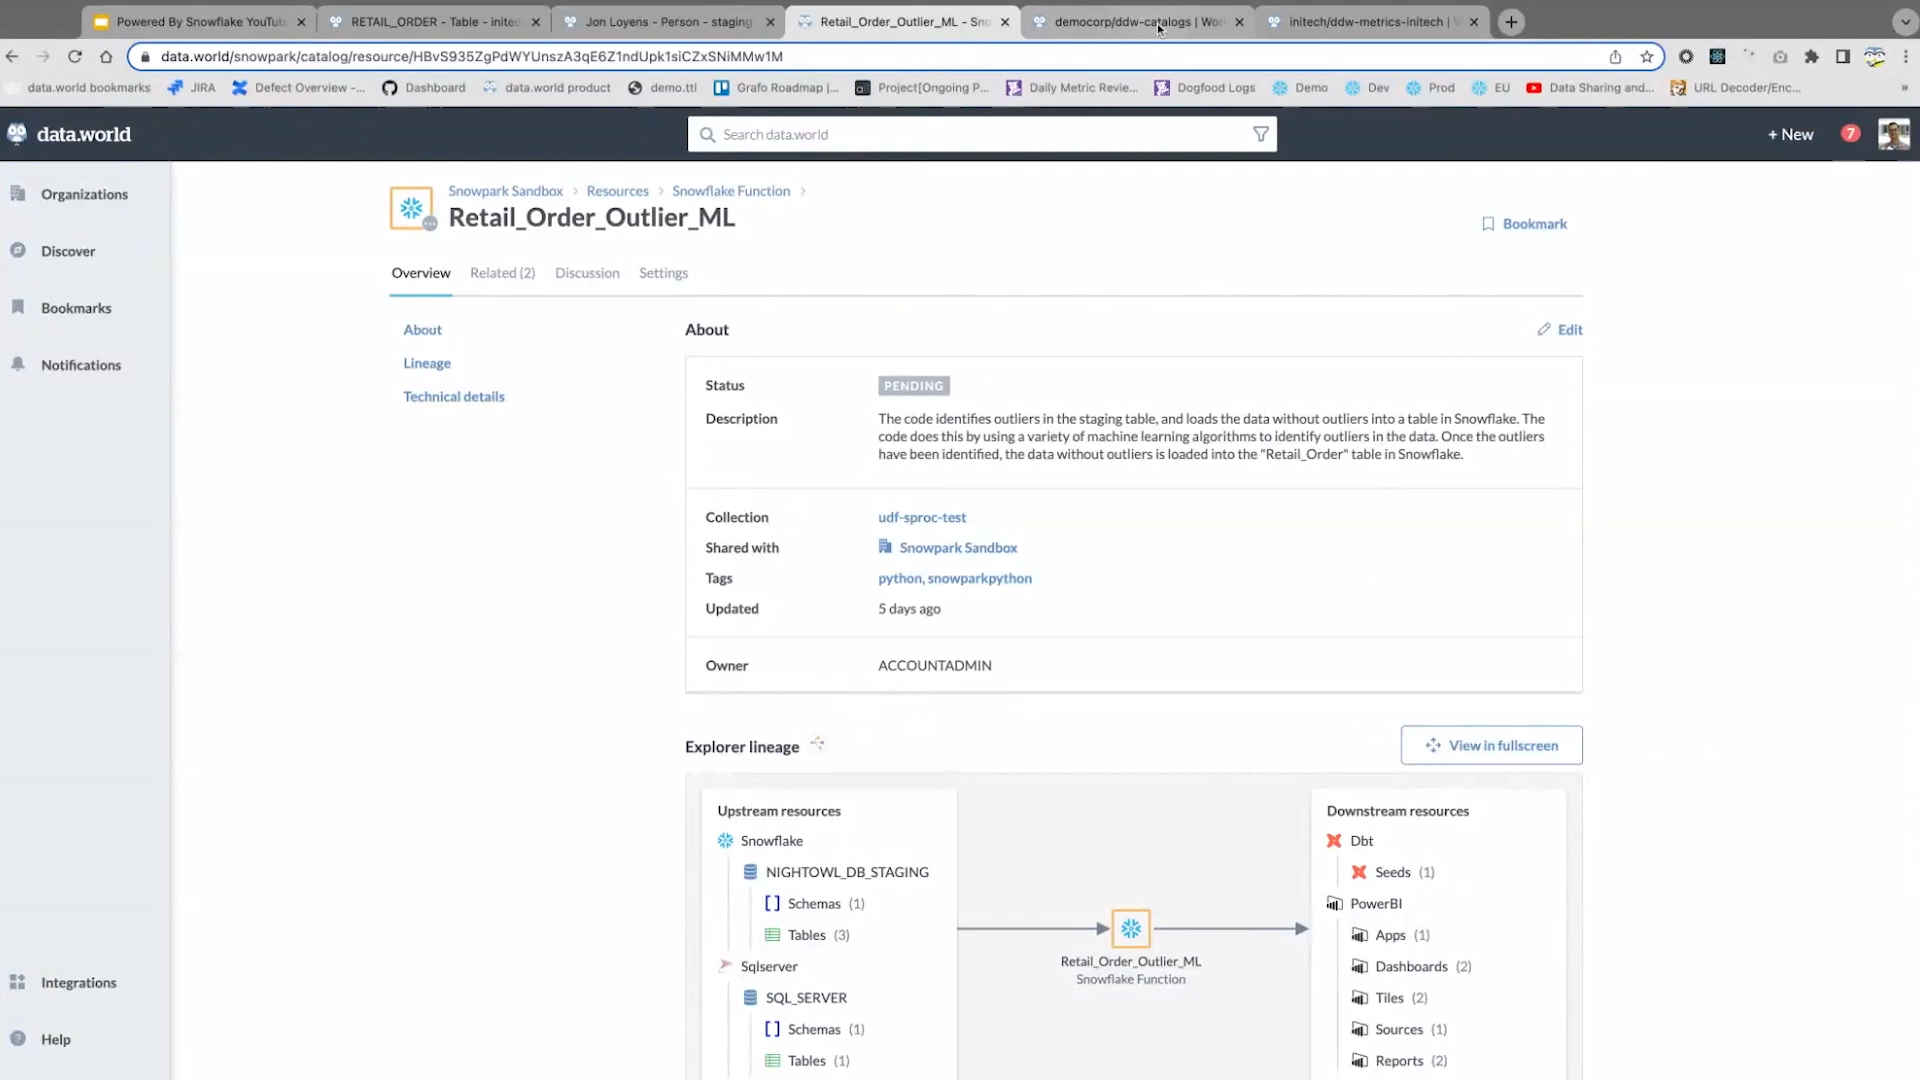 Powered By Snowflake YouTube
RETAIL_ORDER - Table - initec
Jon Loyens - Person - staging
Retail_Order_Outlier_ML - Sno
democorp/ddw-catalogs | Wor
initech/ddw-metrics-initech |
data.world/snowpark/catalog/resource/HBvS935ZgPdWYUnszA3qE6Z1ndUpk1siCZxSNiMMw1M
data.world bookmarks
JIRA
Defect Overview -...
Dashboard
data.world product
demo.ttl
Grafo Roadmap |...
Project[Ongoing P...
Daily Metric Revie...
Dogfood Logs
Demo
Dev
Prod
EU
Data Sharing and...
URL Decoder/Enc...
data.world
Search data.world
+ New
7
Organizations
Discover
Bookmarks
Notifications
Integrations
Help
Snowpark Sandbox > Resources > Snowflake Function >
Retail_Order_Outlier_ML
Bookmark
Overview
Related (2)
Discussion
Settings
About
Lineage
Technical details
About
Edit
Status
PENDING
Description
The code identifies outliers in the staging table, and loads the data without outliers into a table in Snowflake. The
code does this by using a variety of machine learning algorithms to identify outliers in the data. Once the outliers
have been identified, the data without outliers is loaded into the "Retail_Order" table in Snowflake.
Collection
udf-sproc-test
Shared with
Snowpark Sandbox
Tags
python, snowparkpython
Updated
5 days ago
Owner
ACCOUNTADMIN
Explorer lineage
View in fullscreen
Upstream resources
Snowflake
NIGHTOWL_DB_STAGING
Schemas (1)
Tables (3)
Sqlserver
SQL_SERVER
Schemas (1)
Tables (1)
Retail_Order_Outlier_ML
Snowflake Function
Downstream resources
Dbt
Seeds (1)
PowerBI
Apps (1)
Dashboards (2)
Tiles (2)
Sources (1)
Reports (2)